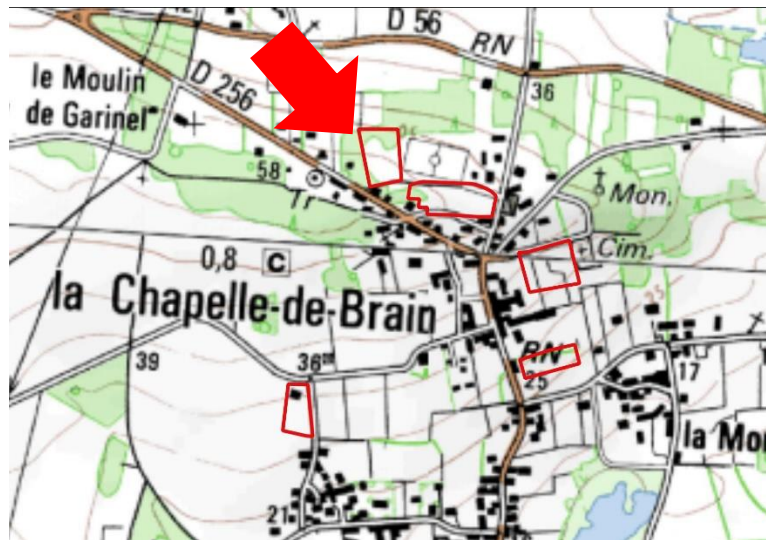 D 56
RN
le Moulin
de Garinel
D 256
36
58
Tr
Mon.
Cim.
0,8 C
la Chapelle-de-Brain
25
39
36
RN
25
17
la Mo
21